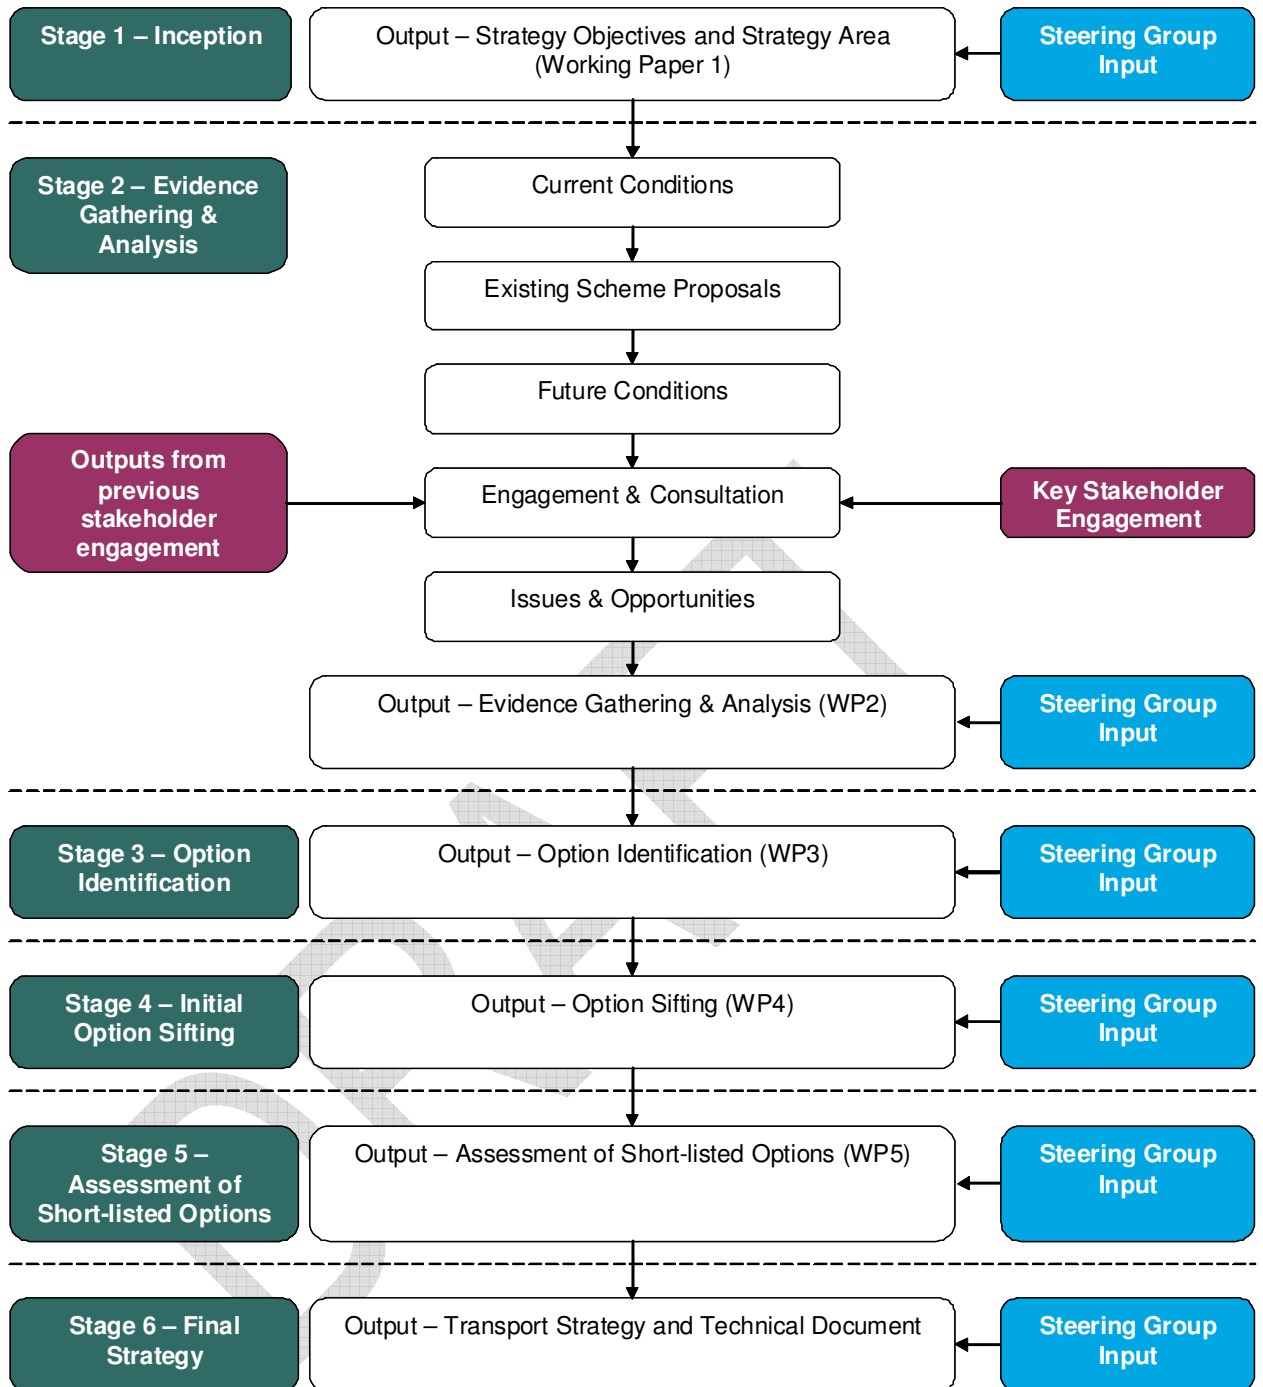 Stage 1 – Inception
Output – Strategy Objectives and Strategy Area
(Working Paper 1)
Steering Group
Input
Stage 2 – Evidence
Gathering &
Analysis
Current Conditions
Existing Scheme Proposals
Future Conditions
Outputs from
previous
stakeholder
engagement
Engagement & Consultation
Key Stakeholder
Engagement
Issues & Opportunities
Output – Evidence Gathering & Analysis (WP2)
Steering Group
Input
Stage 3 – Option
Identification
Output – Option Identification (WP3)
Steering Group
Input
Stage 4 – Initial
Option Sifting
Output – Option Sifting (WP4)
Steering Group
Input
Stage 5 –
Assessment of
Short-listed Options
Output – Assessment of Short-listed Options (WP5)
Steering Group
Input
Stage 6 – Final
Strategy
Output – Transport Strategy and Technical Document
Steering Group
Input
DRAFT